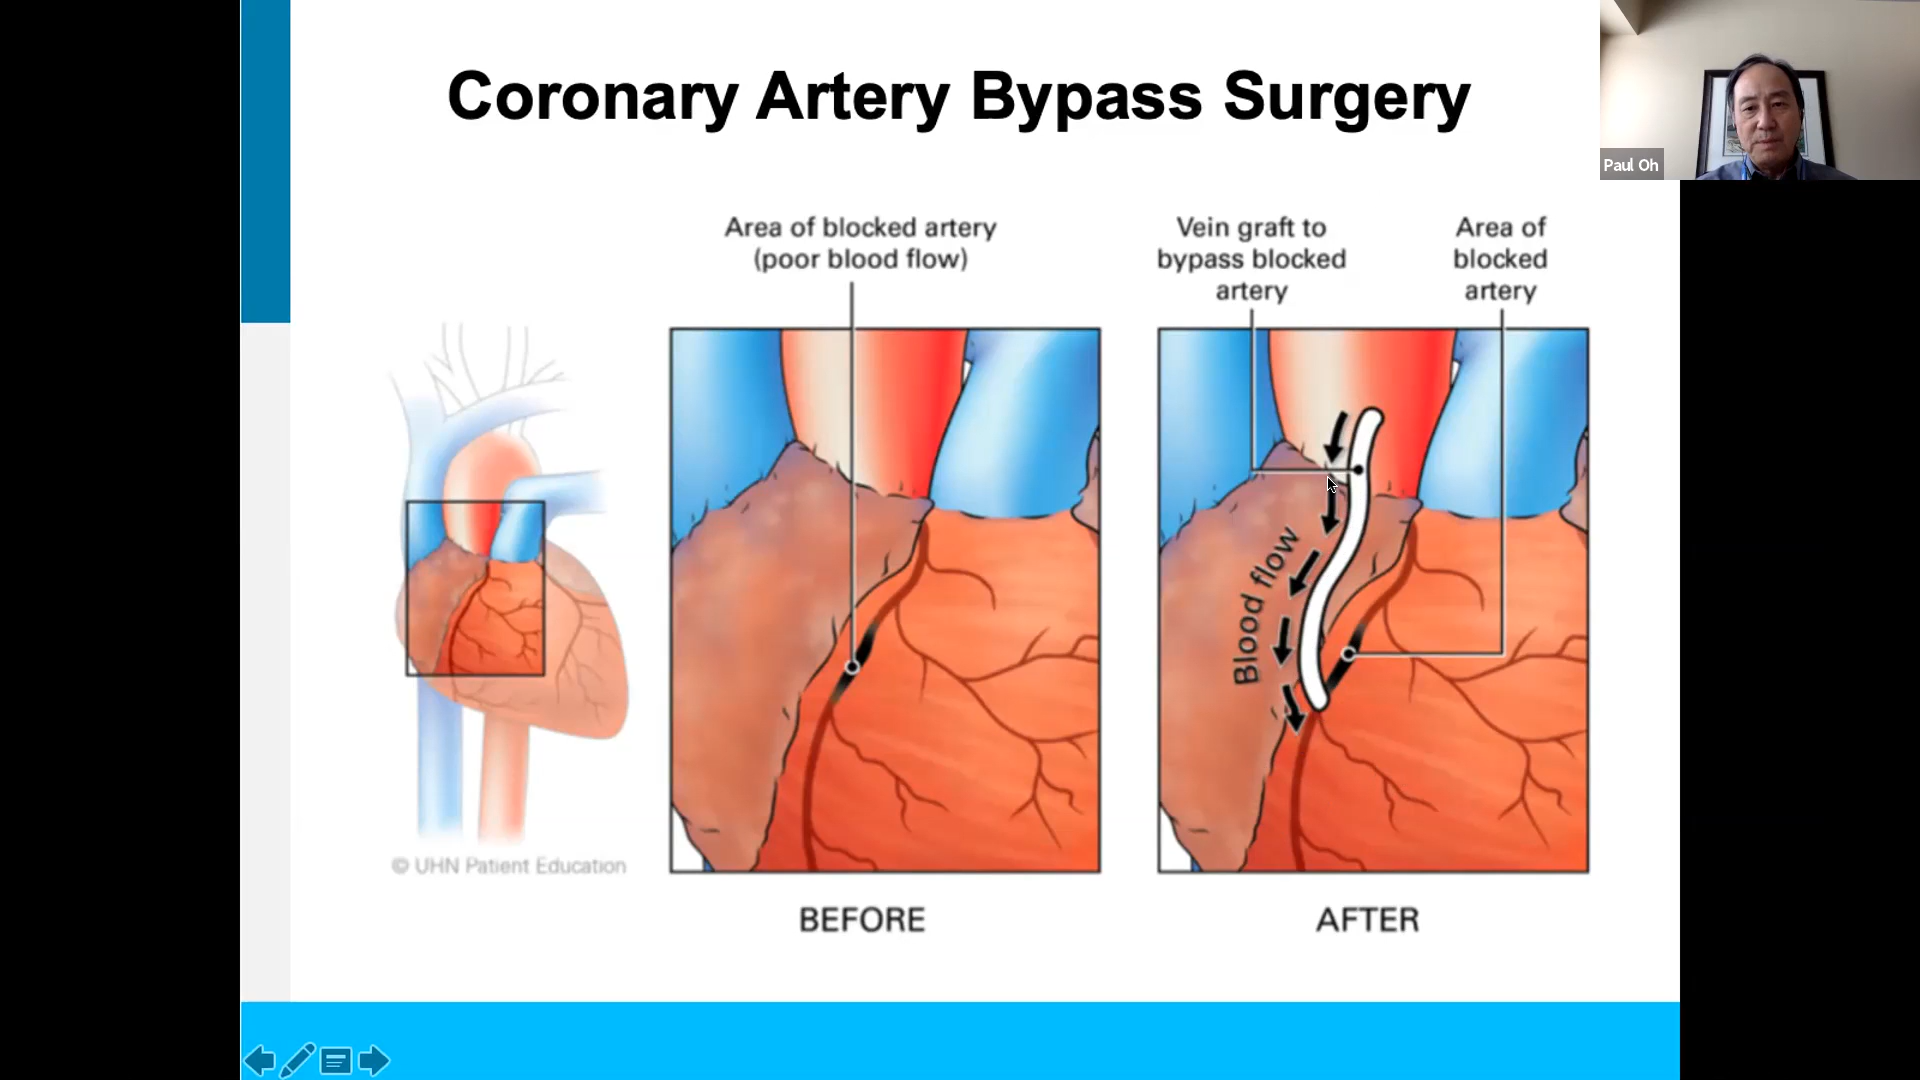 Coronary Artery Bypass Surgery
Paul Oh
Area of blocked artery
(poor blood flow)
Vein graft to
bypass blocked
artery
Area of
blocked
artery
Blood flow
© UHN Patient Education
BEFORE
AFTER